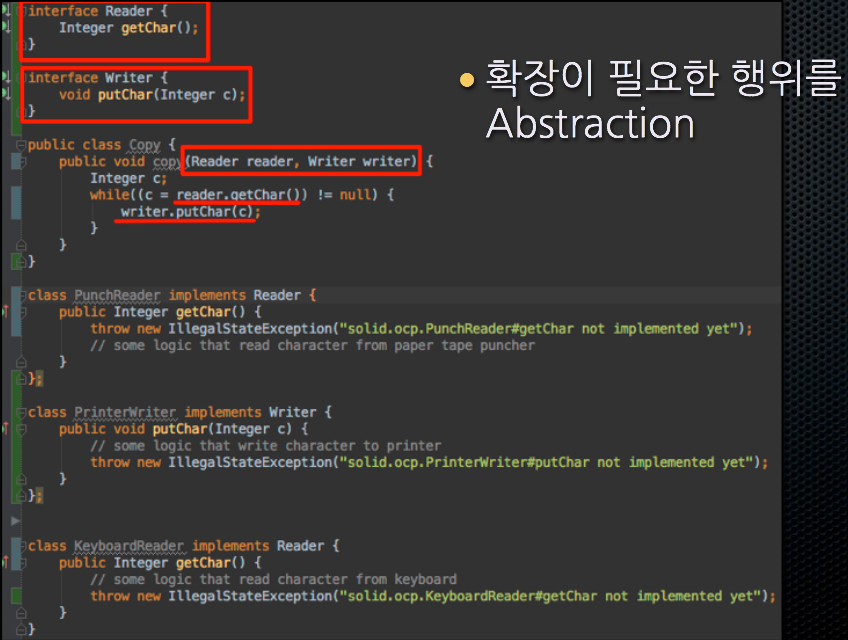 interface Reader {
Integer getChar();
}
interface Writer {
void putChar(Integer c);
}
• 확장이 필요한 행위를
Abstraction
public class Copy {
public void copy(Reader reader, Writer writer) {
Integer c;
while((c = reader.getChar()) != null) {
writer.putChar(c);
}
}
}
class PunchReader implements Reader {
public Integer getChar() {
throw new IllegalStateException("solid.ocp.PunchReader#getChar not implemented yet");
// some logic that read character from paper tape puncher
}
};
class PrinterWriter implements Writer {
public void putChar(Integer c) {
// some logic that write character to printer
throw new IllegalStateException("solid.ocp.PrinterWriter#putChar not implemented yet");
}
};
class KeyboardReader implements Reader {
public Integer getChar() {
// some logic that read character from keyboard
throw new IllegalStateException("solid.ocp.KeyboardReader#getChar not implemented yet");
}
}